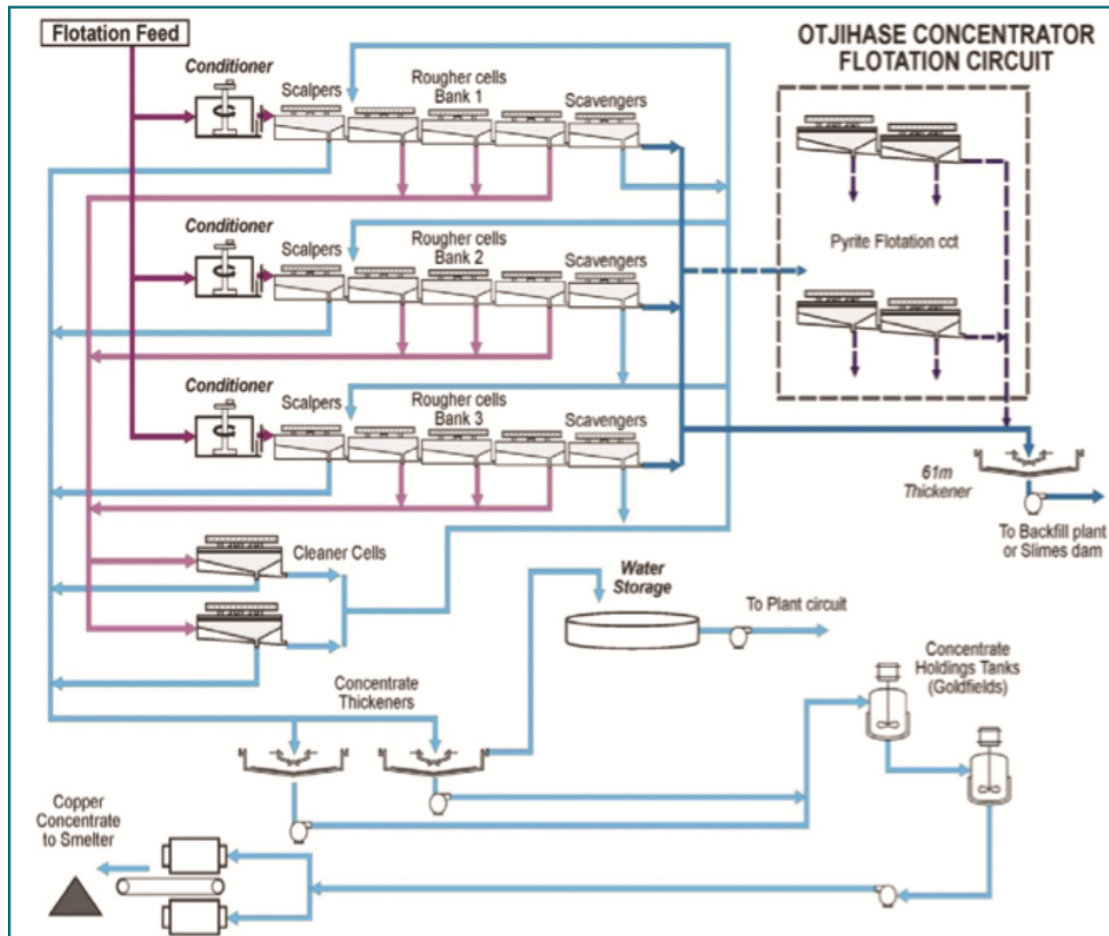 Flotation Feed
OTJIHASE CONCENTRATOR
FLOTATION CIRCUIT
Conditioner
Scalpers
Rougher cells
Bank 1
Scavengers
Conditioner
Scalpers
Rougher cells
Bank 2
Scavengers
Pyrite Flotation cct
Conditioner
Scalpers
Rougher cells
Bank 3
Scavengers
61m
Thickener
To Backfill plant
or Slimes dam
Cleaner Cells
Water
Storage
To Plant circuit
Concentrate
Holdings Tanks
(Goldfields)
Concentrate
Thickeners
Copper
Concentrate
to Smelter